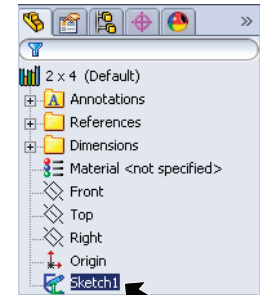 2 x 4 (Default)
Annotations
References
Dimensions
Material <not specified>
Front
Top
Right
Origin
Sketch1